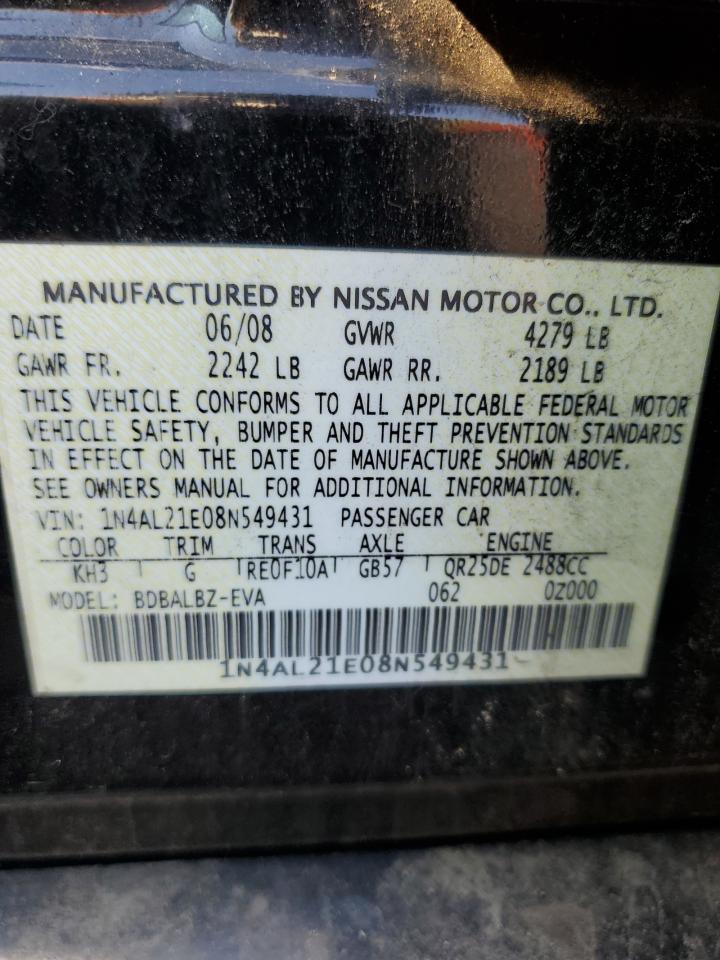 MANUFACTURED BY NISSAN MOTOR CO., LTD.
DATE 06/08 GVWR 4279 LB
GAWR FR. 2242 LB GAWR RR. 2189 LB
THIS VEHICLE CONFORMS TO ALL APPLICABLE FEDERAL MOTOR
VEHICLE SAFETY, BUMPER AND THEFT PREVENTION STANDARDS
IN EFFECT ON THE DATE OF MANUFACTURE SHOWN ABOVE.
SEE OWNERS MANUAL FOR ADDITIONAL INFORMATION.
VIN: 1N4AL21E08N549431 PASSENGER CAR
COLOR TRIM TRANS AXLE ENGINE
KH3 G RE0F10A GB57 QR25DE 2488CC
MODEL: BDBALBZ-EVA 062 0Z000
1N4AL21E08N549431